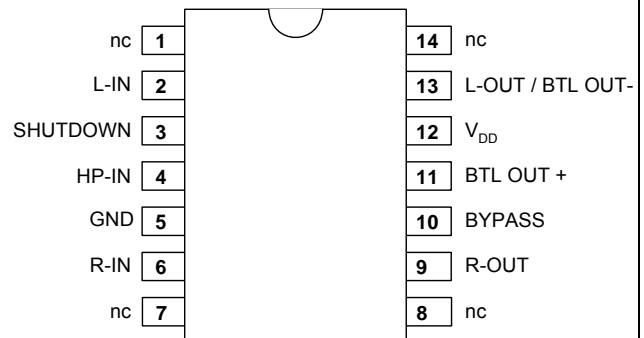 nc 1 14 nc
L-IN 2 13 L-OUT / BTL OUT-
SHUTDOWN 3 12 VDD
HP-IN 4 11 BTL OUT +
GND 5 10 BYPASS
R-IN 6 9 R-OUT
nc 7 8 nc